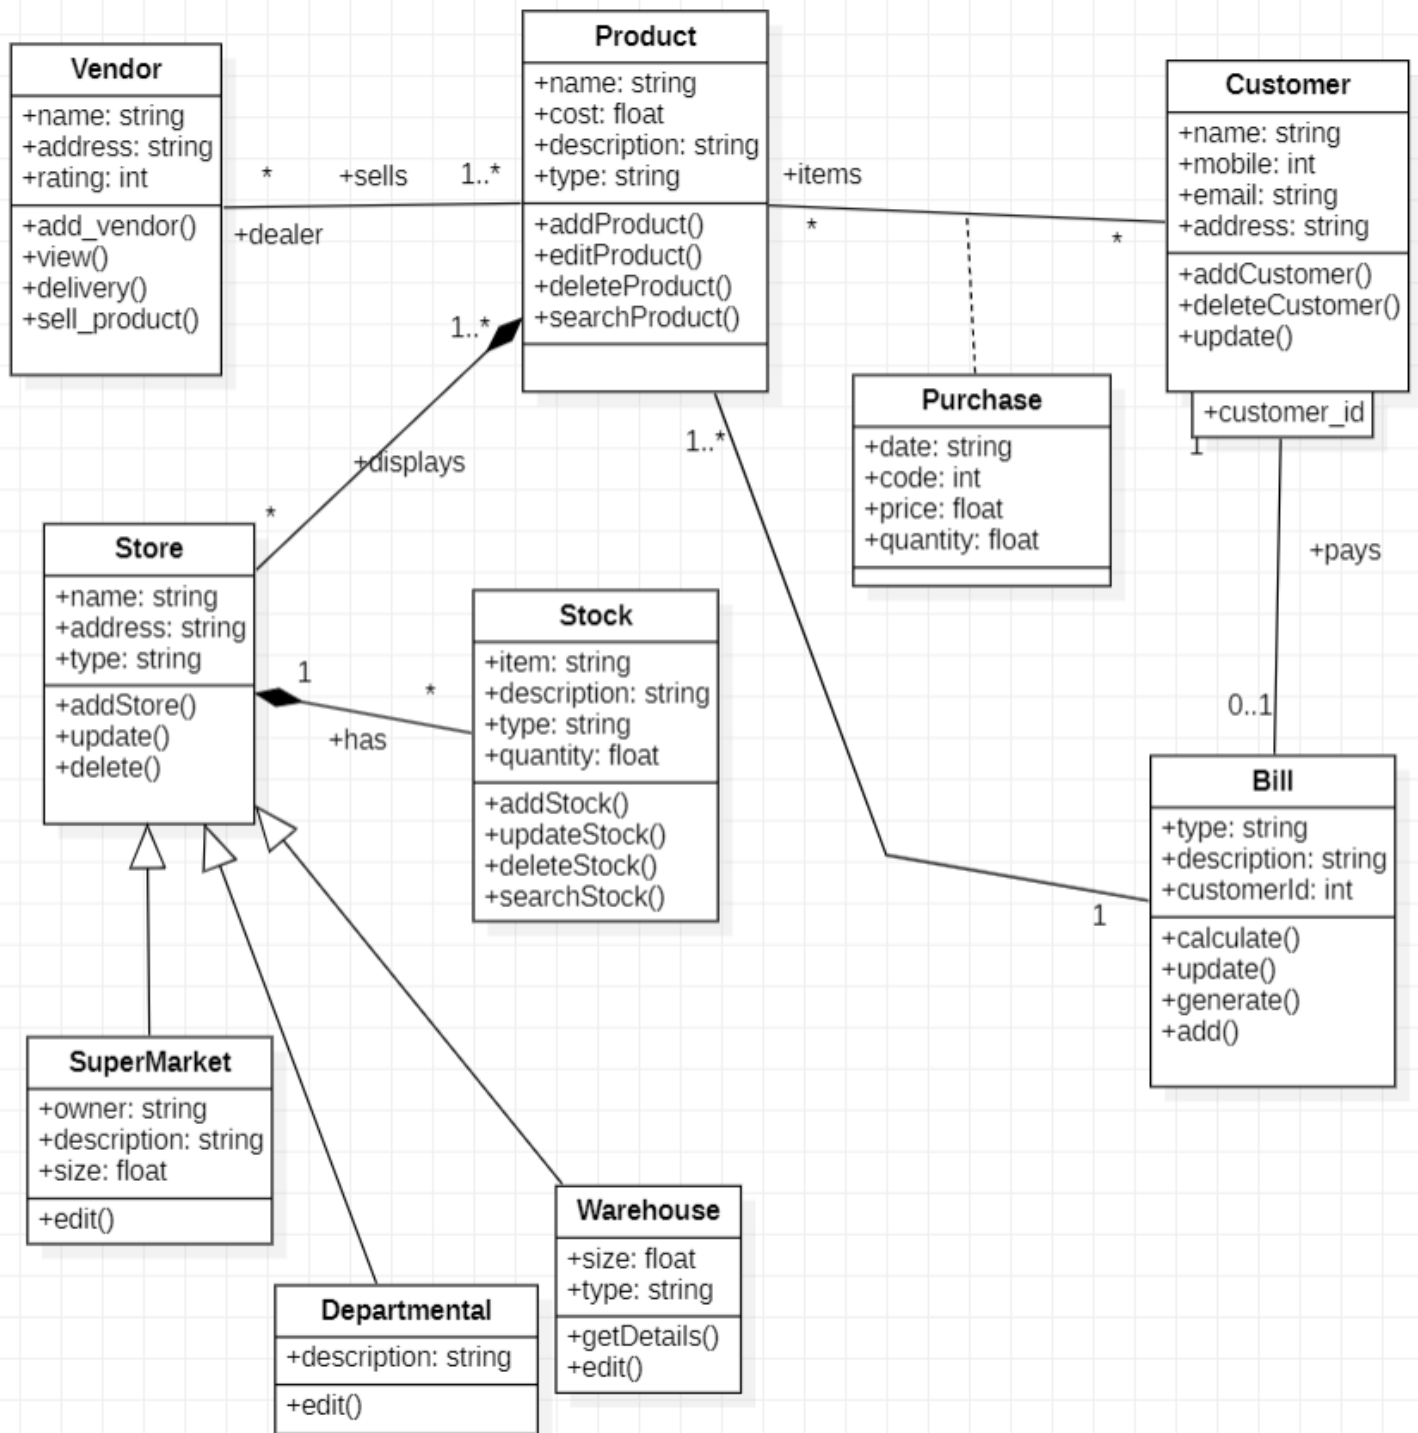 Vendor
+name: string
+address: string
+rating: int
+add_vendor()
+view()
+delivery()
+sell_product()
*
+sells
1..*
+dealer
Product
+name: string
+cost: float
+description: string
+type: string
+addProduct()
+editProduct()
+deleteProduct()
+searchProduct()
+items
*
*
Customer
+name: string
+mobile: int
+email: string
+address: string
+addCustomer()
+deleteCustomer()
+update()
+customer_id
1
+pays
0..1
1..*
+displays
*
1..*
Purchase
+date: string
+code: int
+price: float
+quantity: float
Store
+name: string
+address: string
+type: string
+addStore()
+update()
+delete()
1
*
+has
Stock
+item: string
+description: string
+type: string
+quantity: float
+addStock()
+updateStock()
+deleteStock()
+searchStock()
1
Bill
+type: string
+description: string
+customerId: int
+calculate()
+update()
+generate()
+add()
SuperMarket
+owner: string
+description: string
+size: float
+edit()
Departmental
+description: string
+edit()
Warehouse
+size: float
+type: string
+getDetails()
+edit()